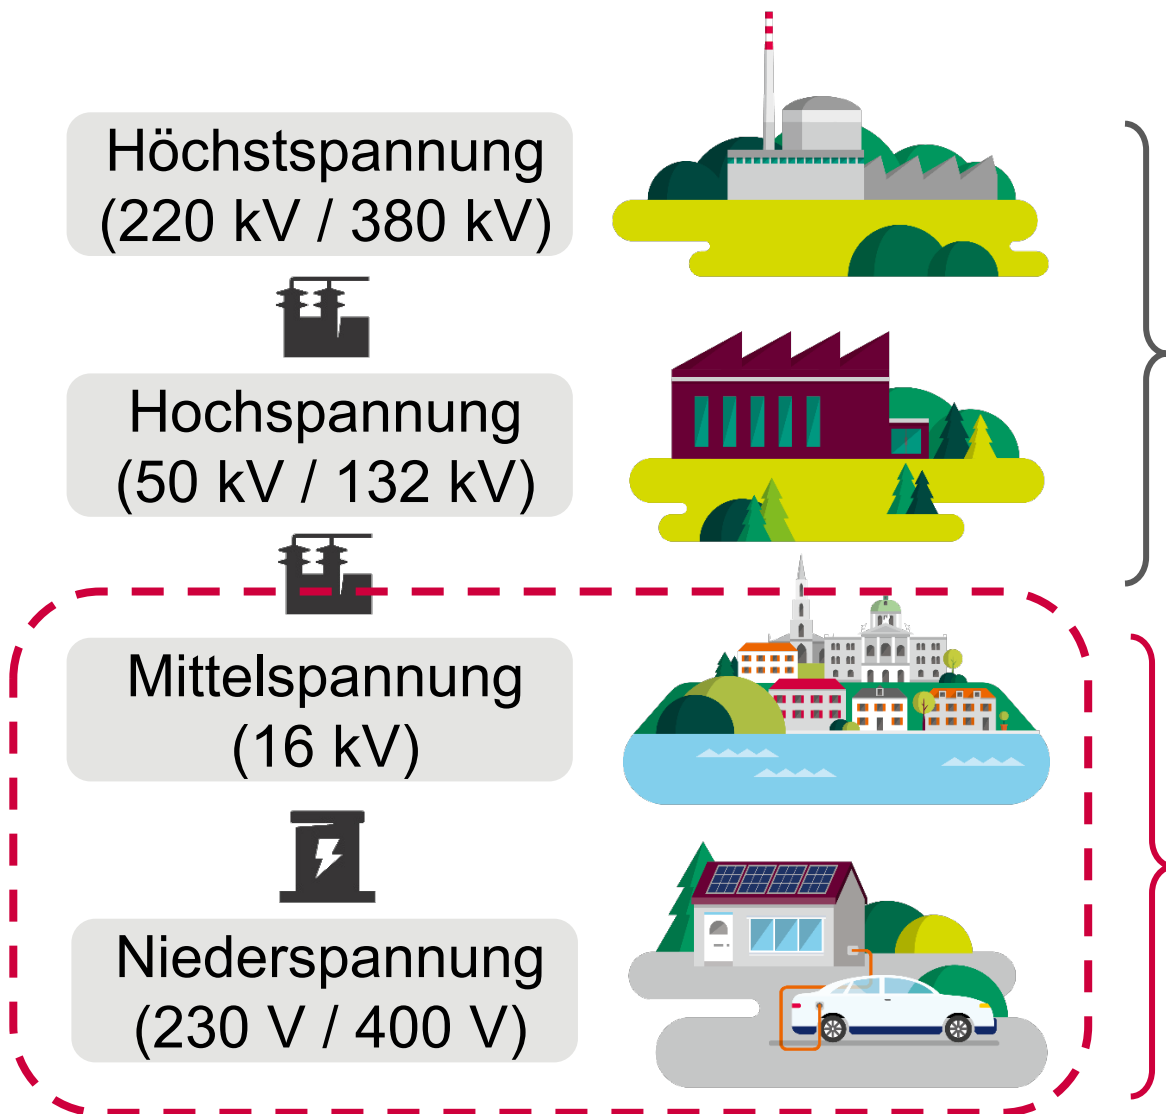 Höchstspannung
(220 kV / 380 kV)
Hochspannung
(50 kV / 132 kV)
Mittelspannung
(16 kV)
Niederspannung
(230 V / 400 V)